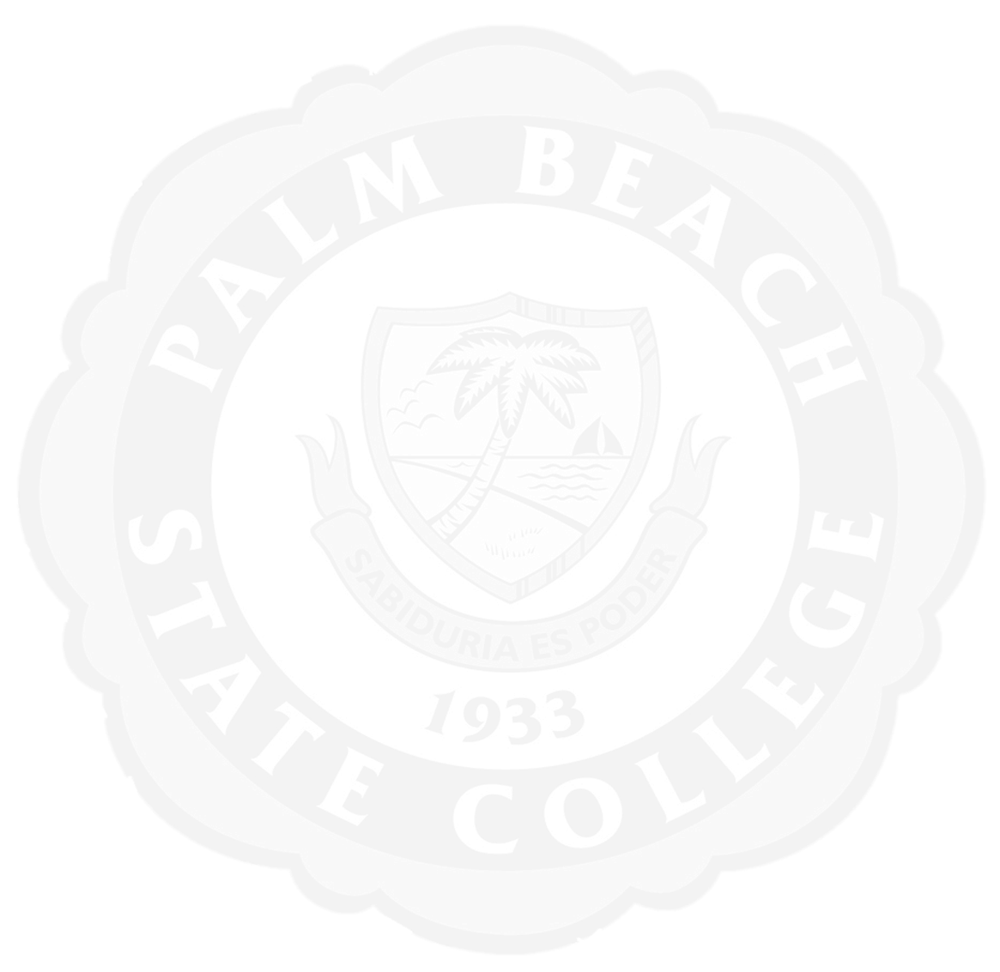 PALM BEACH
STATE COLLEGE
SABIDURIA ES PODER
1933